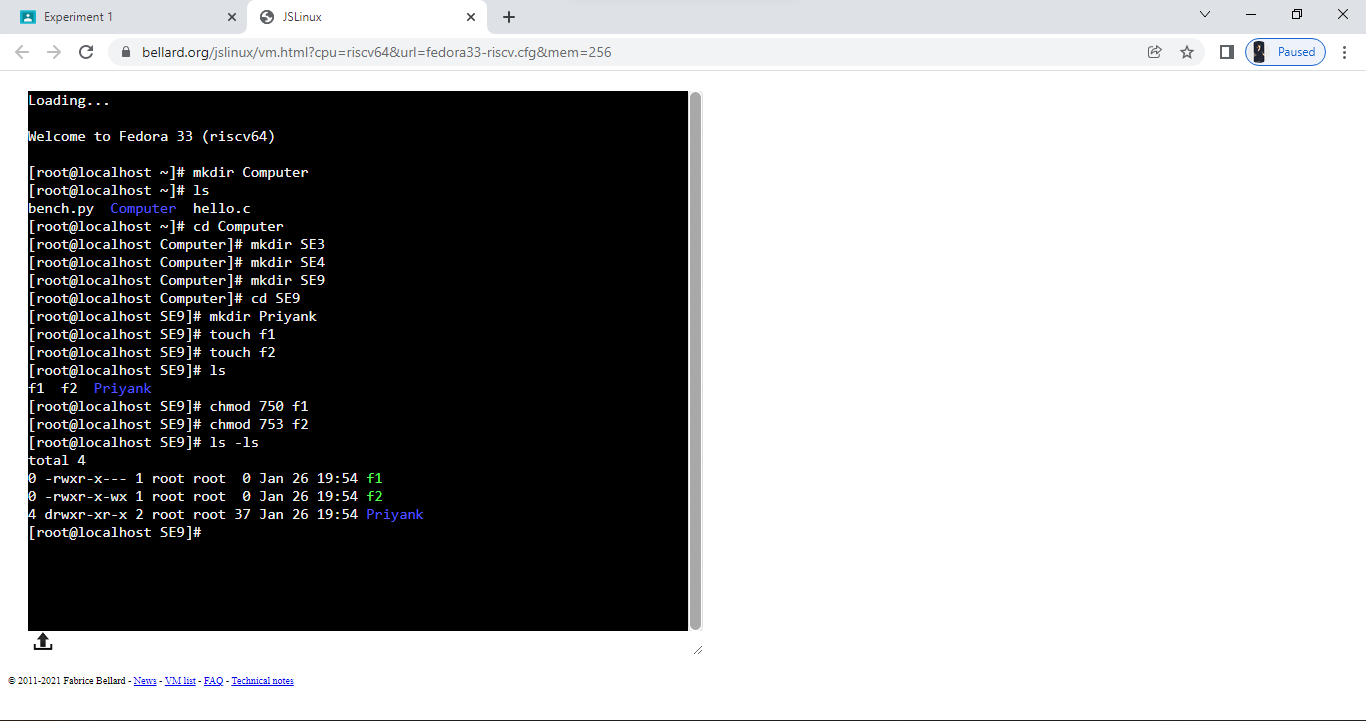 Experiment 1
JSLinux
bellard.org/jslinux/vm.html?cpu=riscv64&url=fedora33-riscv.cfg&mem=256
Paused
Loading...
Welcome to Fedora 33 (riscv64)
[root@localhost ~]# mkdir Computer
[root@localhost ~]# ls
bench.py  Computer  hello.c
[root@localhost ~]# cd Computer
[root@localhost Computer]# mkdir SE3
[root@localhost Computer]# mkdir SE4
[root@localhost Computer]# mkdir SE9
[root@localhost Computer]# cd SE9
[root@localhost SE9]# mkdir Priyank
[root@localhost SE9]# touch f1
[root@localhost SE9]# touch f2
[root@localhost SE9]# ls
f1  f2  Priyank
[root@localhost SE9]# chmod 750 f1
[root@localhost SE9]# chmod 753 f2
[root@localhost SE9]# ls -ls
total 4
0 -rwxr-x--- 1 root root  0 Jan 26 19:54 f1
0 -rwxr-x-wx 1 root root  0 Jan 26 19:54 f2
4 drwxr-xr-x 2 root root 37 Jan 26 19:54 Priyank
[root@localhost SE9]#
© 2011-2021 Fabrice Bellard - News - VM list - FAQ - Technical notes